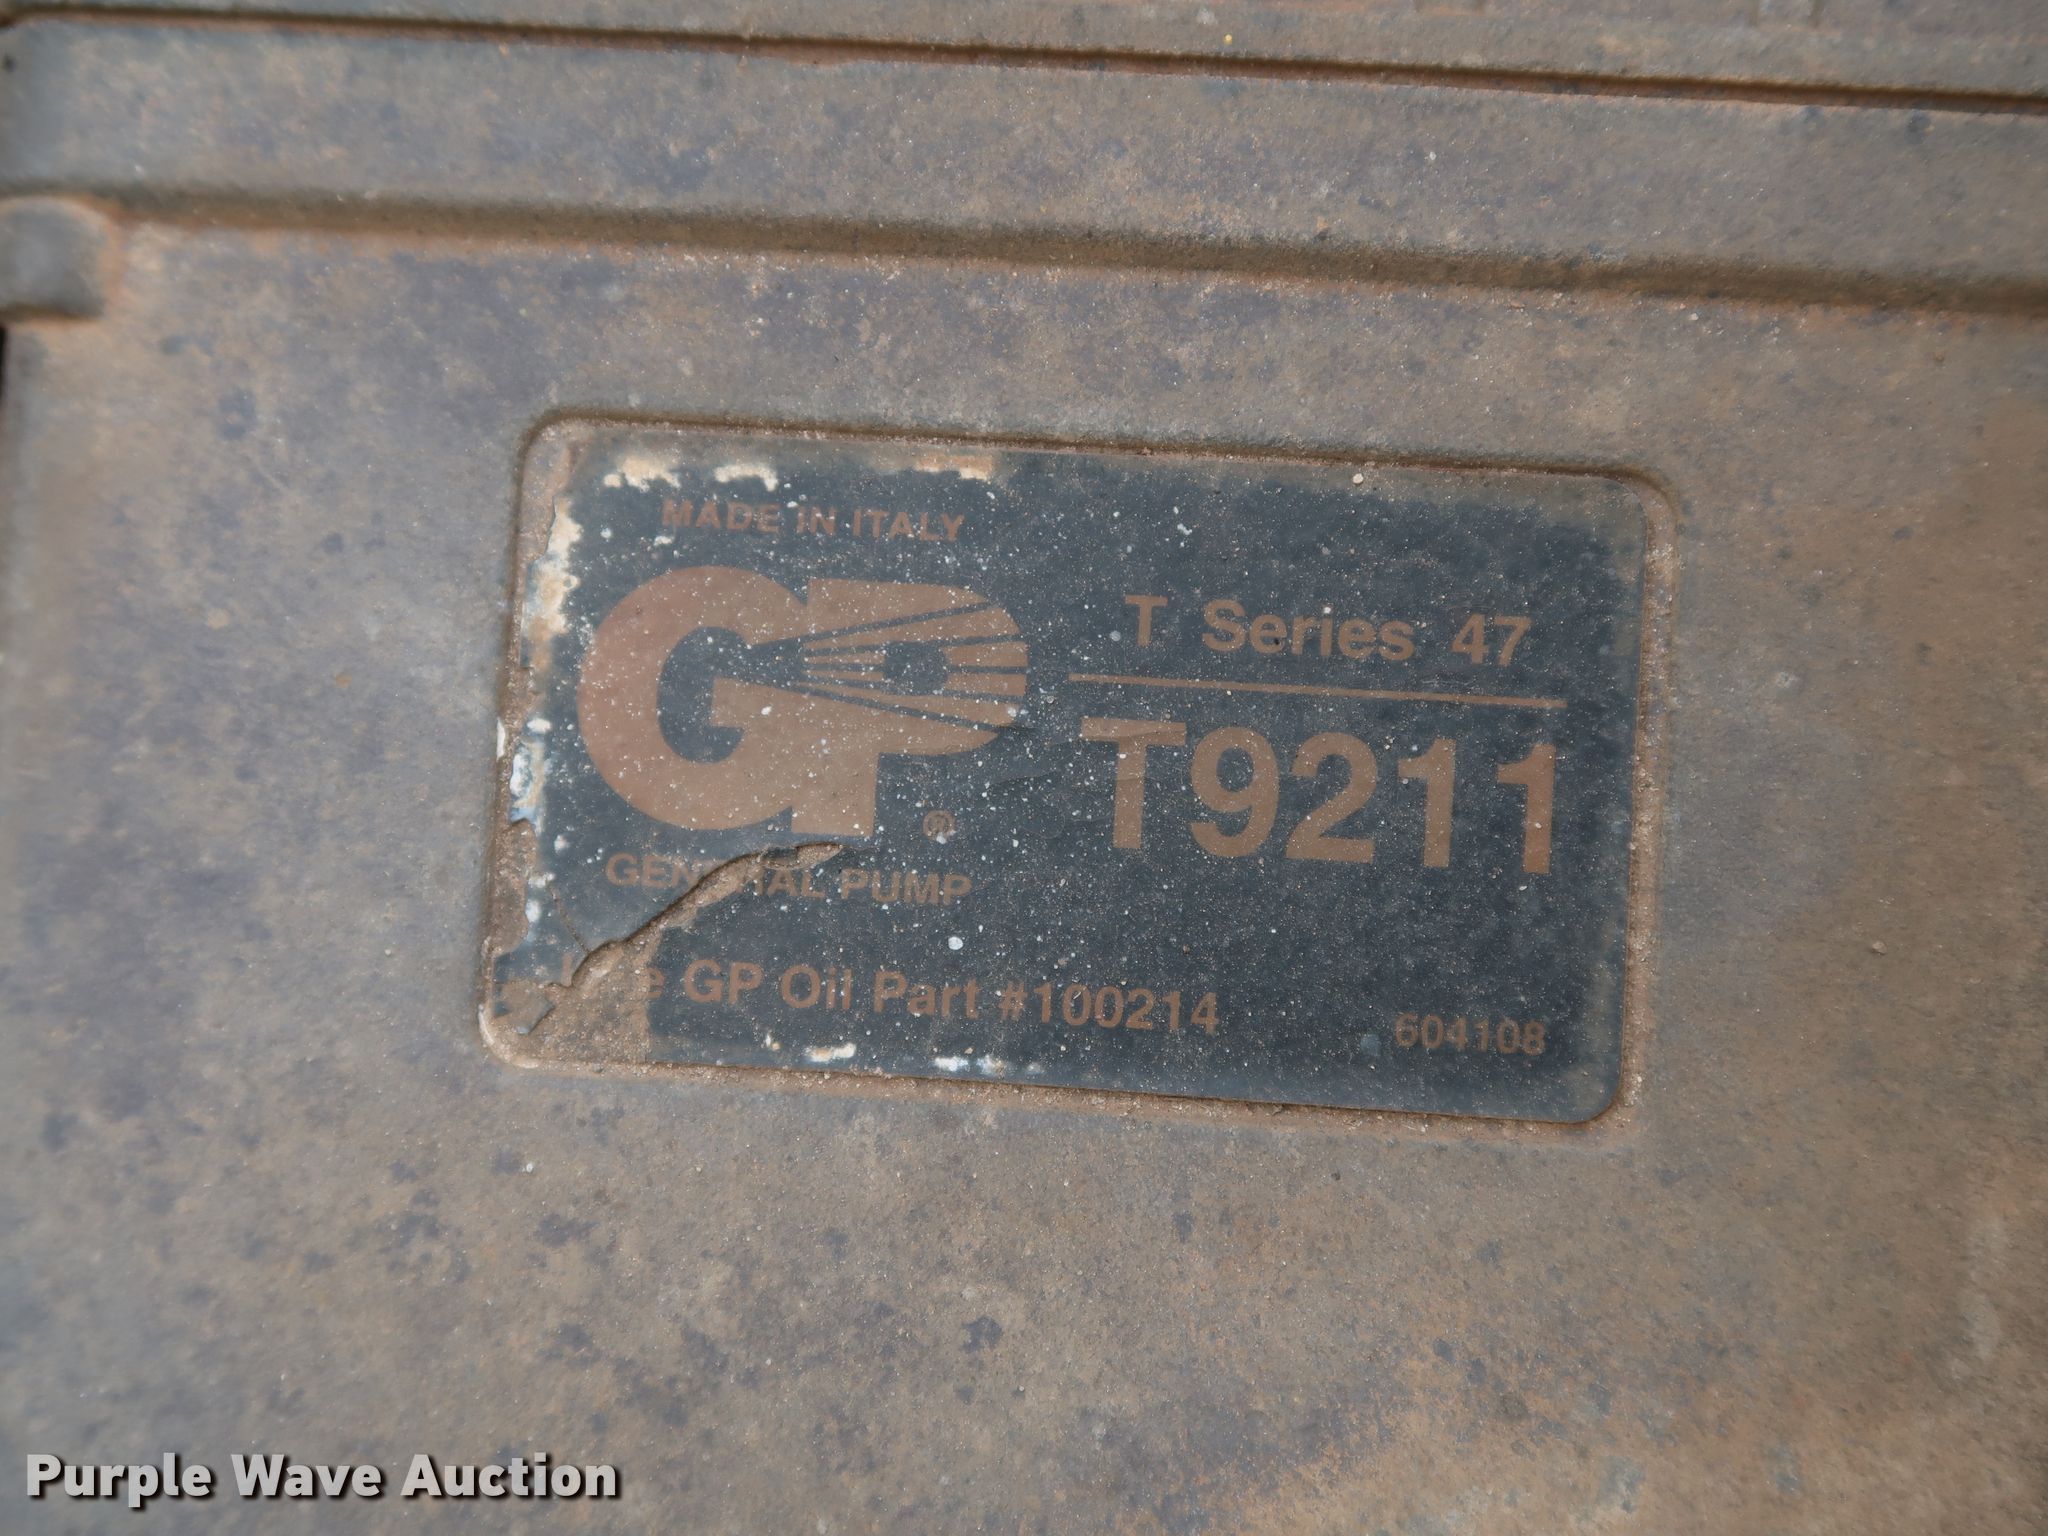 MADE IN ITALY
GP®
GENERAL PUMP
T Series 47
T9211
GP Oil Part #100214
604108
Purple Wave Auction